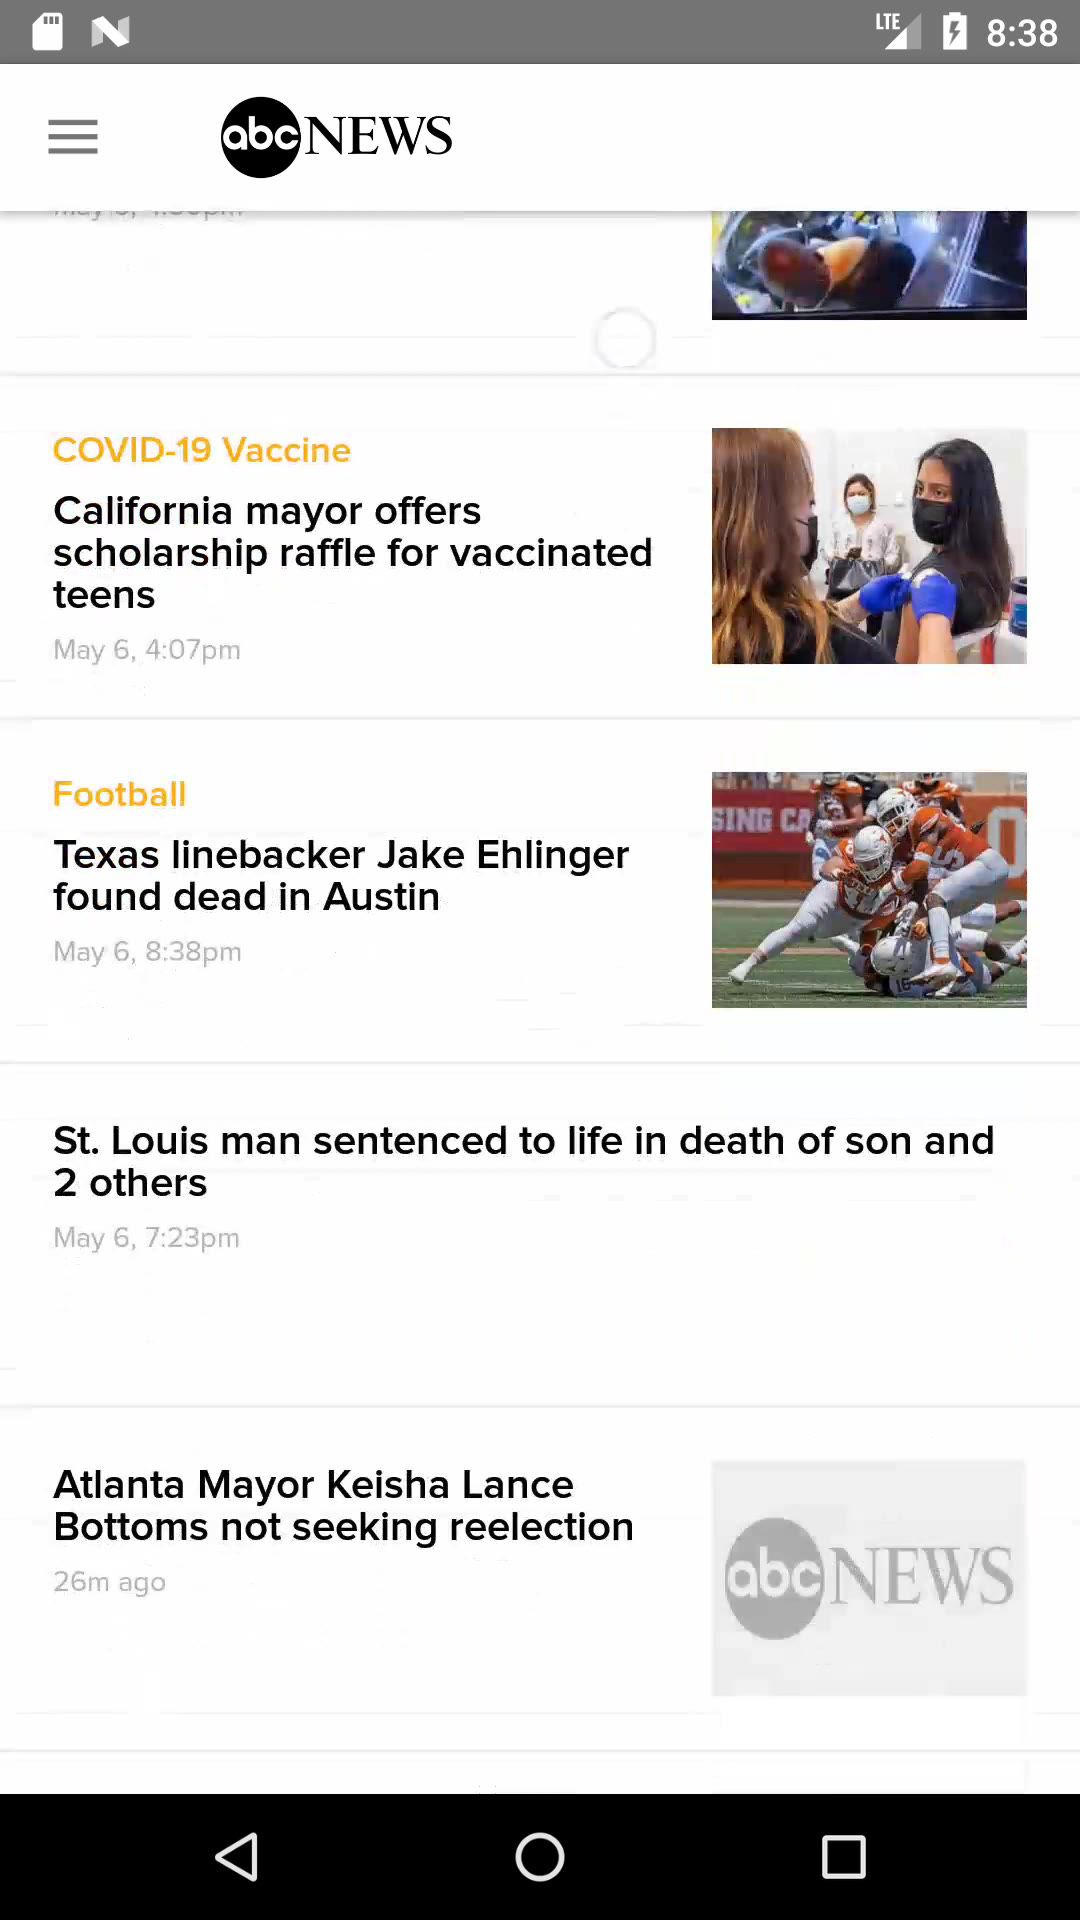 LTE
8:38
abc NEWS
COVID-19 Vaccine
California mayor offers
scholarship raffle for vaccinated
teens
May 6, 4:07pm
Football
SING CA
Texas linebacker Jake Ehlinger
found dead in Austin
May 6, 8:38pm
St. Louis man sentenced to life in death of son and
2 others
May 6, 7:23pm
Atlanta Mayor Keisha Lance
Bottoms not seeking reelection
26m ago
abc NEWS